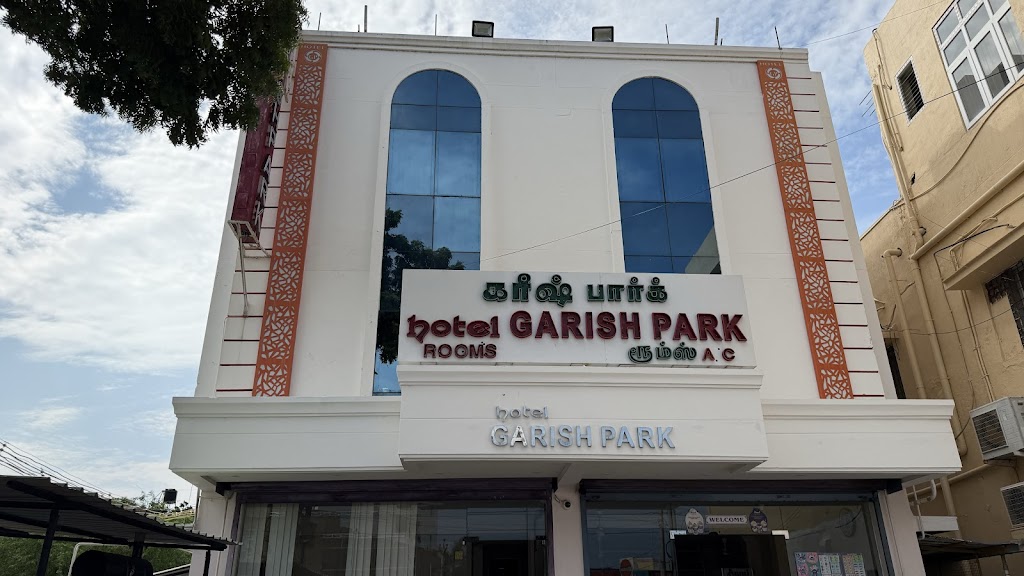 கரிஷ் பார்க்
hotel GARISH PARK
ROOMS ரூம்ஸ் A/C
hotel
GARISH PARK
WELCOME